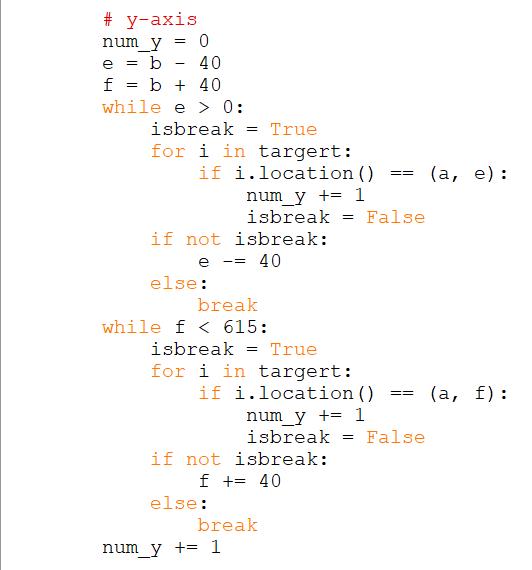 # y-axis
num_y = 0
e = b - 40
f = b + 40
while e > 0:
    isbreak = True
    for i in targert:
        if i.location() == (a, e):
            num_y += 1
            isbreak = False
    if not isbreak:
        e -= 40
    else:
        break
while f < 615:
    isbreak = True
    for i in targert:
        if i.location() == (a, f):
            num_y += 1
            isbreak = False
    if not isbreak:
        f += 40
    else:
        break
num_y += 1